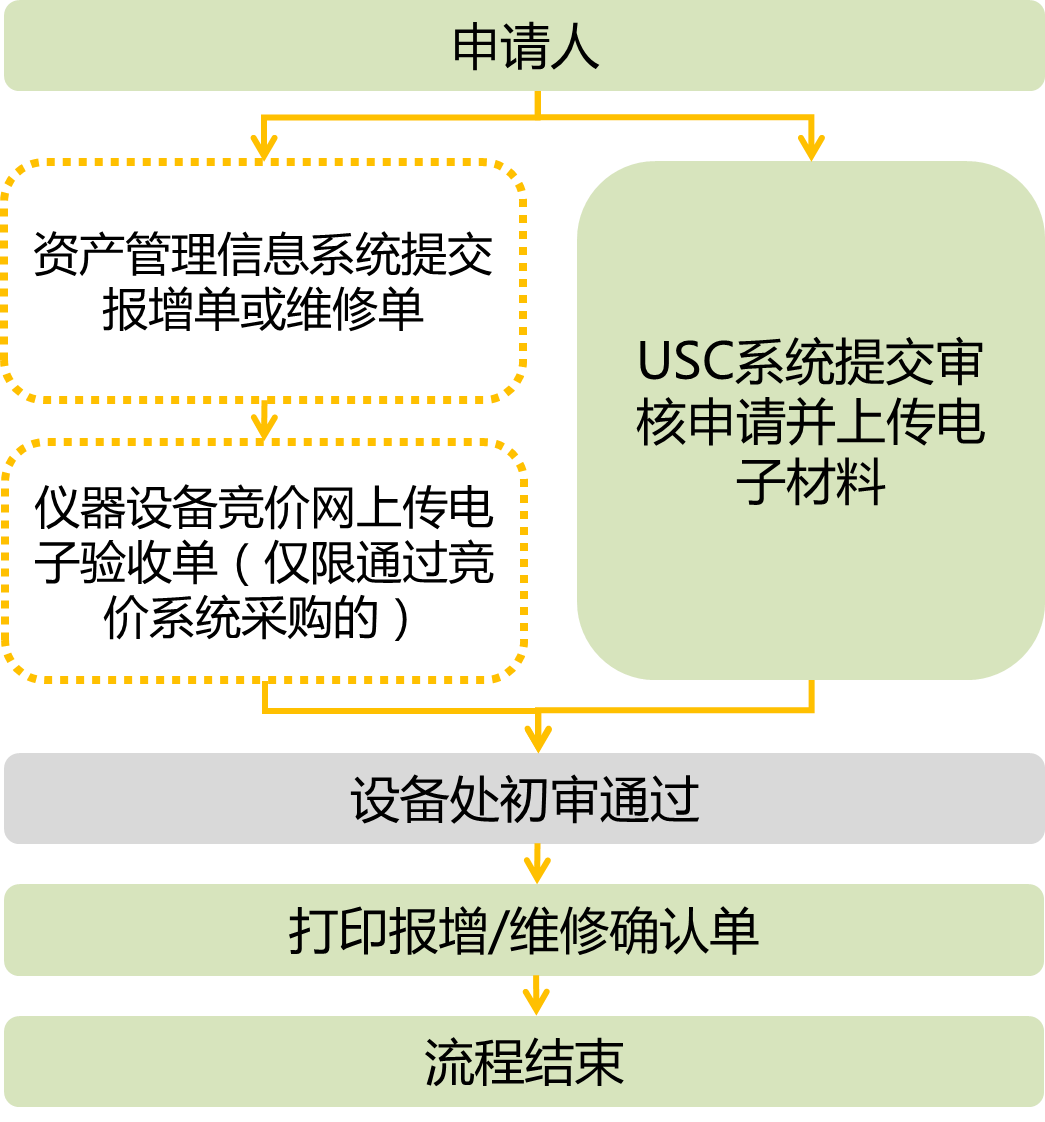 申请人
资产管理信息系统提交
报增单或维修单
仪器设备竞价网上传电
子验收单（仅限通过竞
价系统采购的）
USC系统提交审
核申请并上传电
子材料
设备处初审通过
打印报增/维修确认单
流程结束